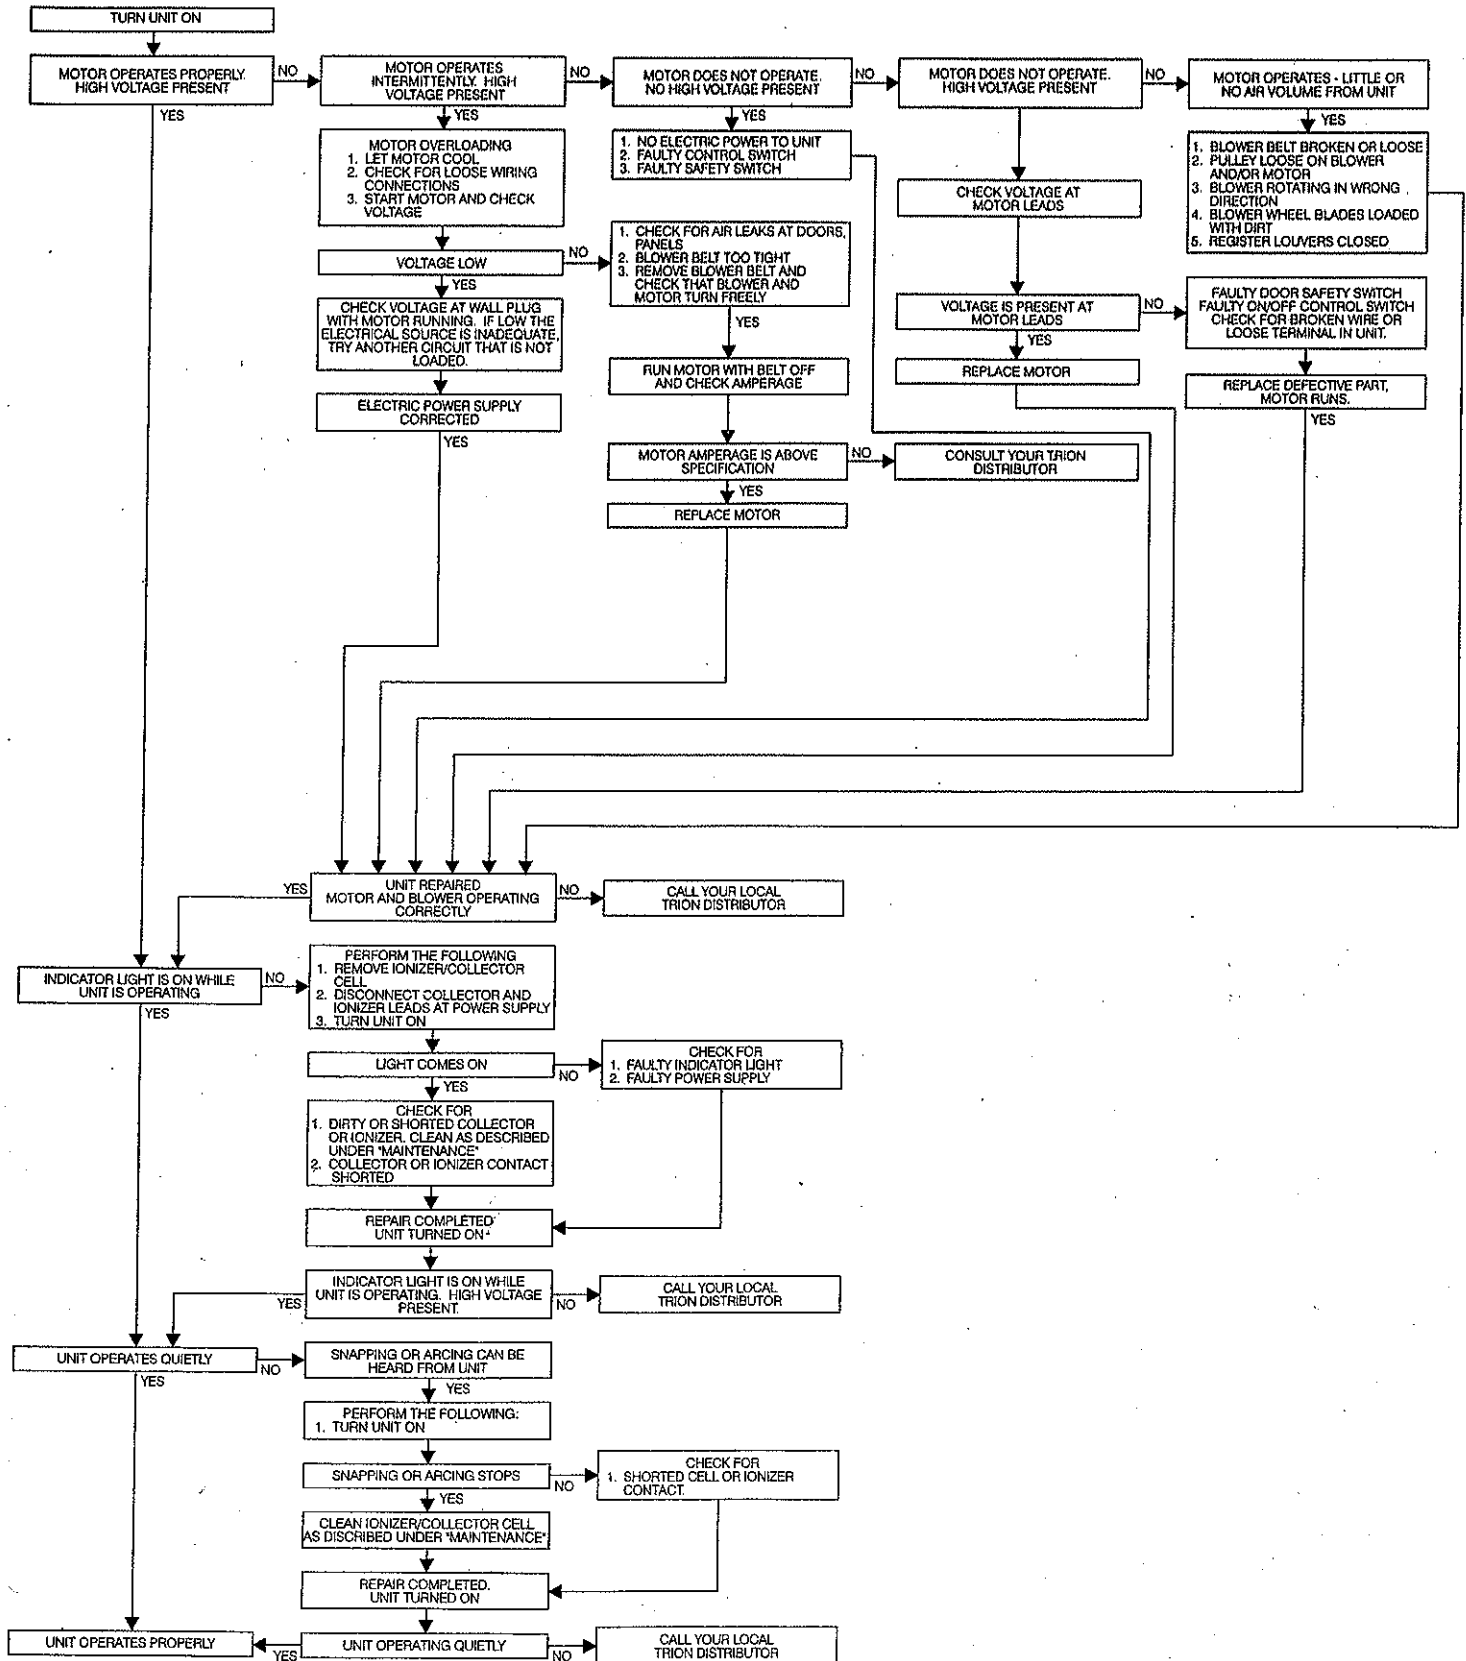 TURN UNIT ON
MOTOR OPERATES PROPERLY.
HIGH VOLTAGE PRESENT
NO
YES
MOTOR OPERATES
INTERMITTENTLY. HIGH
VOLTAGE PRESENT
NO
YES
MOTOR DOES NOT OPERATE.
NO HIGH VOLTAGE PRESENT
NO
YES
MOTOR DOES NOT OPERATE.
HIGH VOLTAGE PRESENT
NO
MOTOR OPERATES - LITTLE OR
NO AIR VOLUME FROM UNIT
YES
MOTOR OVERLOADING
1. LET MOTOR COOL
2. CHECK FOR LOOSE WIRING
CONNECTIONS
3. START MOTOR AND CHECK
VOLTAGE
1. NO ELECTRIC POWER TO UNIT
2. FAULTY CONTROL SWITCH
3. FAULTY SAFETY SWITCH
CHECK VOLTAGE AT
MOTOR LEADS
1. BLOWER BELT BROKEN OR LOOSE
2. PULLEY LOOSE ON BLOWER
AND/OR MOTOR
3. BLOWER ROTATING IN WRONG
DIRECTION
4. BLOWER WHEEL BLADES LOADED
WITH DIRT
5. REGISTER LOUVERS CLOSED
VOLTAGE LOW
NO
YES
1. CHECK FOR AIR LEAKS AT DOORS,
PANELS
2. BLOWER BELT TOO TIGHT
3. REMOVE BLOWER BELT AND
CHECK THAT BLOWER AND
MOTOR TURN FREELY
YES
VOLTAGE IS PRESENT AT
MOTOR LEADS
NO
YES
FAULTY DOOR SAFETY SWITCH
FAULTY ON/OFF CONTROL SWITCH
CHECK FOR BROKEN WIRE OR
LOOSE TERMINAL IN UNIT.
CHECK VOLTAGE AT WALL PLUG
WITH MOTOR RUNNING. IF LOW THE
ELECTRICAL SOURCE IS INADEQUATE,
TRY ANOTHER CIRCUIT THAT IS NOT
LOADED.
RUN MOTOR WITH BELT OFF
AND CHECK AMPERAGE
REPLACE MOTOR
REPLACE DEFECTIVE PART,
MOTOR RUNS.
YES
ELECTRIC POWER SUPPLY
CORRECTED
YES
MOTOR AMPERAGE IS ABOVE
SPECIFICATION
NO
YES
CONSULT YOUR TRION
DISTRIBUTOR
REPLACE MOTOR
YES
UNIT REPAIRED
MOTOR AND BLOWER OPERATING
CORRECTLY
NO
CALL YOUR LOCAL
TRION DISTRIBUTOR
INDICATOR LIGHT IS ON WHILE
UNIT IS OPERATING
NO
YES
PERFORM THE FOLLOWING
1. REMOVE IONIZER/COLLECTOR
CELL
2. DISCONNECT COLLECTOR AND
IONIZER LEADS AT POWER SUPPLY
3. TURN UNIT ON
LIGHT COMES ON
NO
YES
CHECK FOR
1. FAULTY INDICATOR LIGHT
2. FAULTY POWER SUPPLY
CHECK FOR
1. DIRTY OR SHORTED COLLECTOR
OR IONIZER. CLEAN AS DESCRIBED
UNDER "MAINTENANCE"
2. COLLECTOR OR IONIZER CONTACT
SHORTED
REPAIR COMPLETED
UNIT TURNED ON
INDICATOR LIGHT IS ON WHILE
UNIT IS OPERATING. HIGH VOLTAGE
PRESENT.
YES
NO
CALL YOUR LOCAL
TRION DISTRIBUTOR
UNIT OPERATES QUIETLY
NO
YES
SNAPPING OR ARCING CAN BE
HEARD FROM UNIT
YES
PERFORM THE FOLLOWING:
1. TURN UNIT ON
SNAPPING OR ARCING STOPS
NO
YES
CHECK FOR
1. SHORTED CELL OR IONIZER
CONTACT.
CLEAN IONIZER/COLLECTOR CELL
AS DISCRIBED UNDER "MAINTENANCE"
REPAIR COMPLETED.
UNIT TURNED ON
UNIT OPERATES PROPERLY
YES
UNIT OPERATING QUIETLY
NO
CALL YOUR LOCAL
TRION DISTRIBUTOR